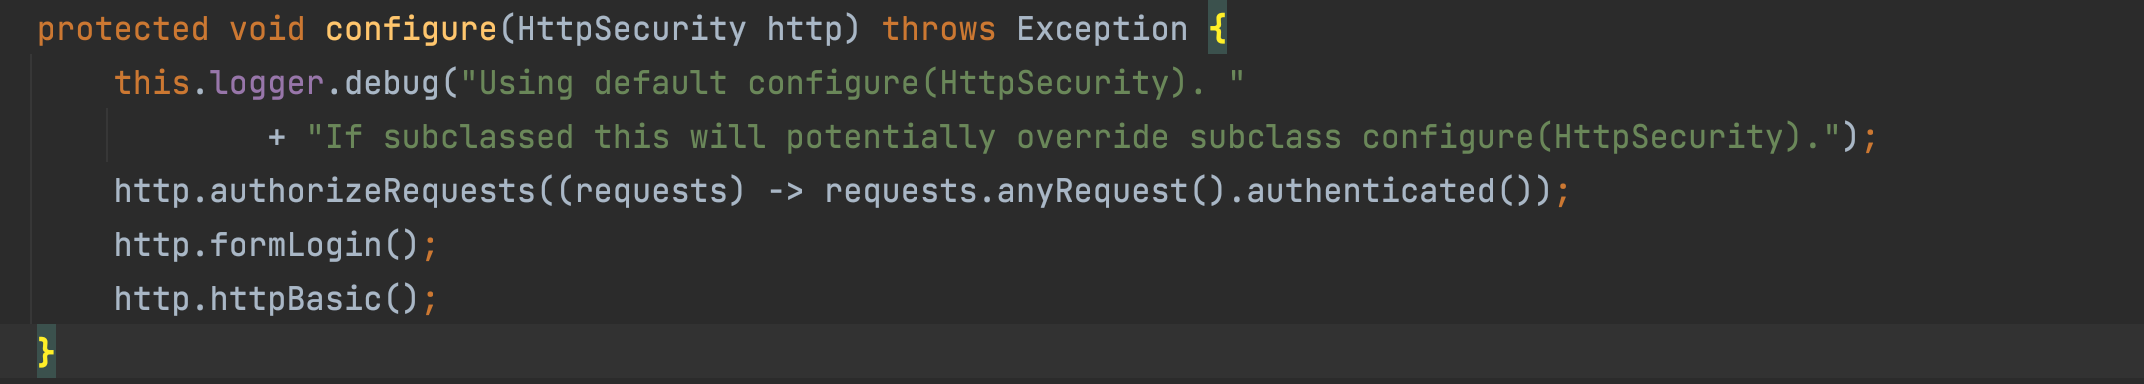 protected void configure(HttpSecurity http) throws Exception {
this.logger.debug("Using default configure(HttpSecurity). "
+ "If subclassed this will potentially override subclass configure(HttpSecurity).");
http.authorizeRequests((requests) -> requests.anyRequest().authenticated());
http.formLogin();
http.httpBasic();
}